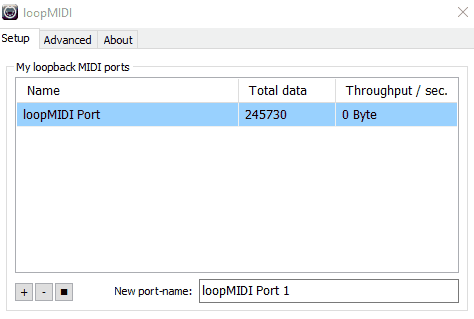 loopMIDI
Setup Advanced About
My loopback MIDI ports
Name Total data Throughput / sec.
loopMIDI Port 245730 0 Byte
+ - ■ New port-name: loopMIDI Port 1